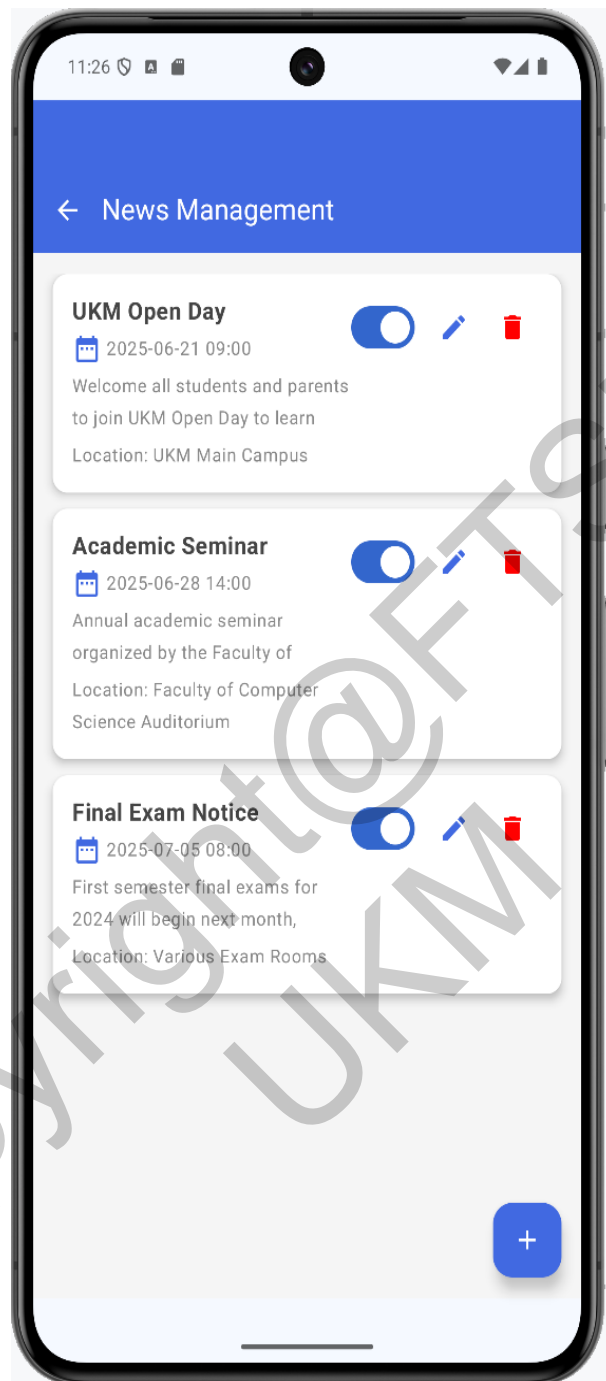 11:26
News Management
UKM Open Day
2025-06-21 09:00
Welcome all students and parents
to join UKM Open Day to learn
Location: UKM Main Campus
Academic Seminar
2025-06-28 14:00
Annual academic seminar
organized by the Faculty of
Location: Faculty of Computer
Science Auditorium
Final Exam Notice
2025-07-05 08:00
First semester final exams for
2024 will begin next month,
Location: Various Exam Rooms
+
pyright@FTS
UKM